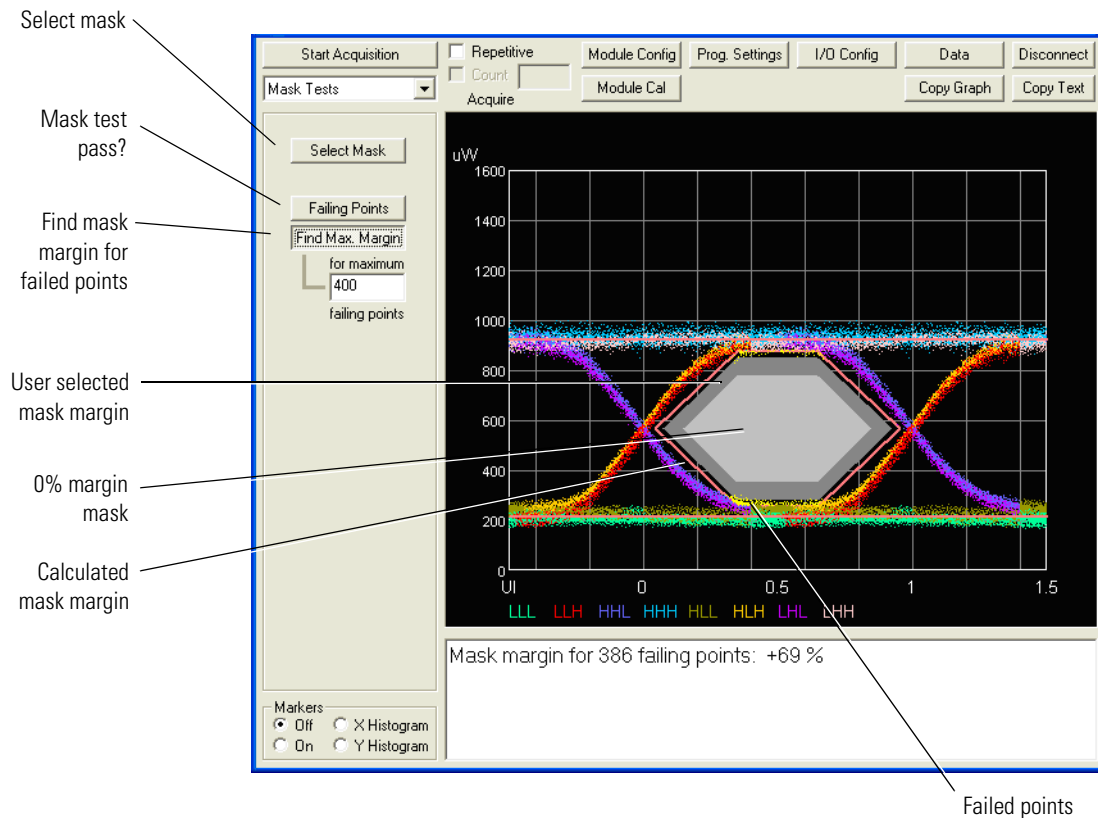 Select mask
Mask test
pass?
Find mask
margin for
failed points
User selected
mask margin
0% margin
mask
Calculated
mask margin
Start Acquisition
Repetitive
Count
Acquire
Module Config
Prog. Settings
I/O Config
Data
Disconnect
Mask Tests
Module Cal
Copy Graph
Copy Text
Select Mask
Failing Points
Find Max. Margin
for maximum
400
failing points
uW
1600
1400
1200
1000
800
600
400
200
0
UI 0 0.5 1 1.5
LLL LLH HHL HHH HLL HLH LHL LHH
Mask margin for 386 failing points: +69 %
Markers
Off X Histogram
On Y Histogram
Failed points